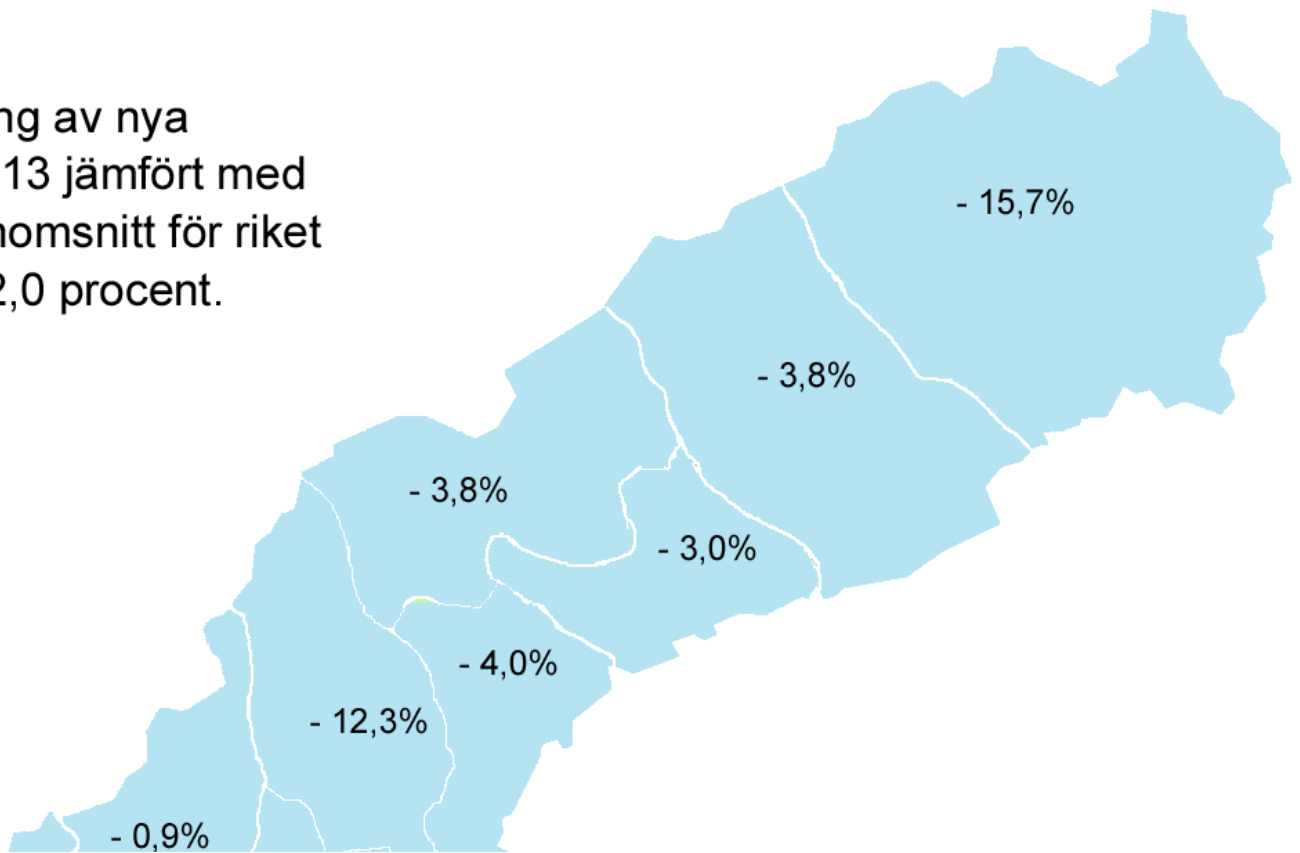 ng av nya
13 jämfört med
nomsnitt för riket
2,0 procent.
- 15,7%
- 3,8%
- 3,8%
- 3,0%
- 4,0%
- 12,3%
- 0,9%